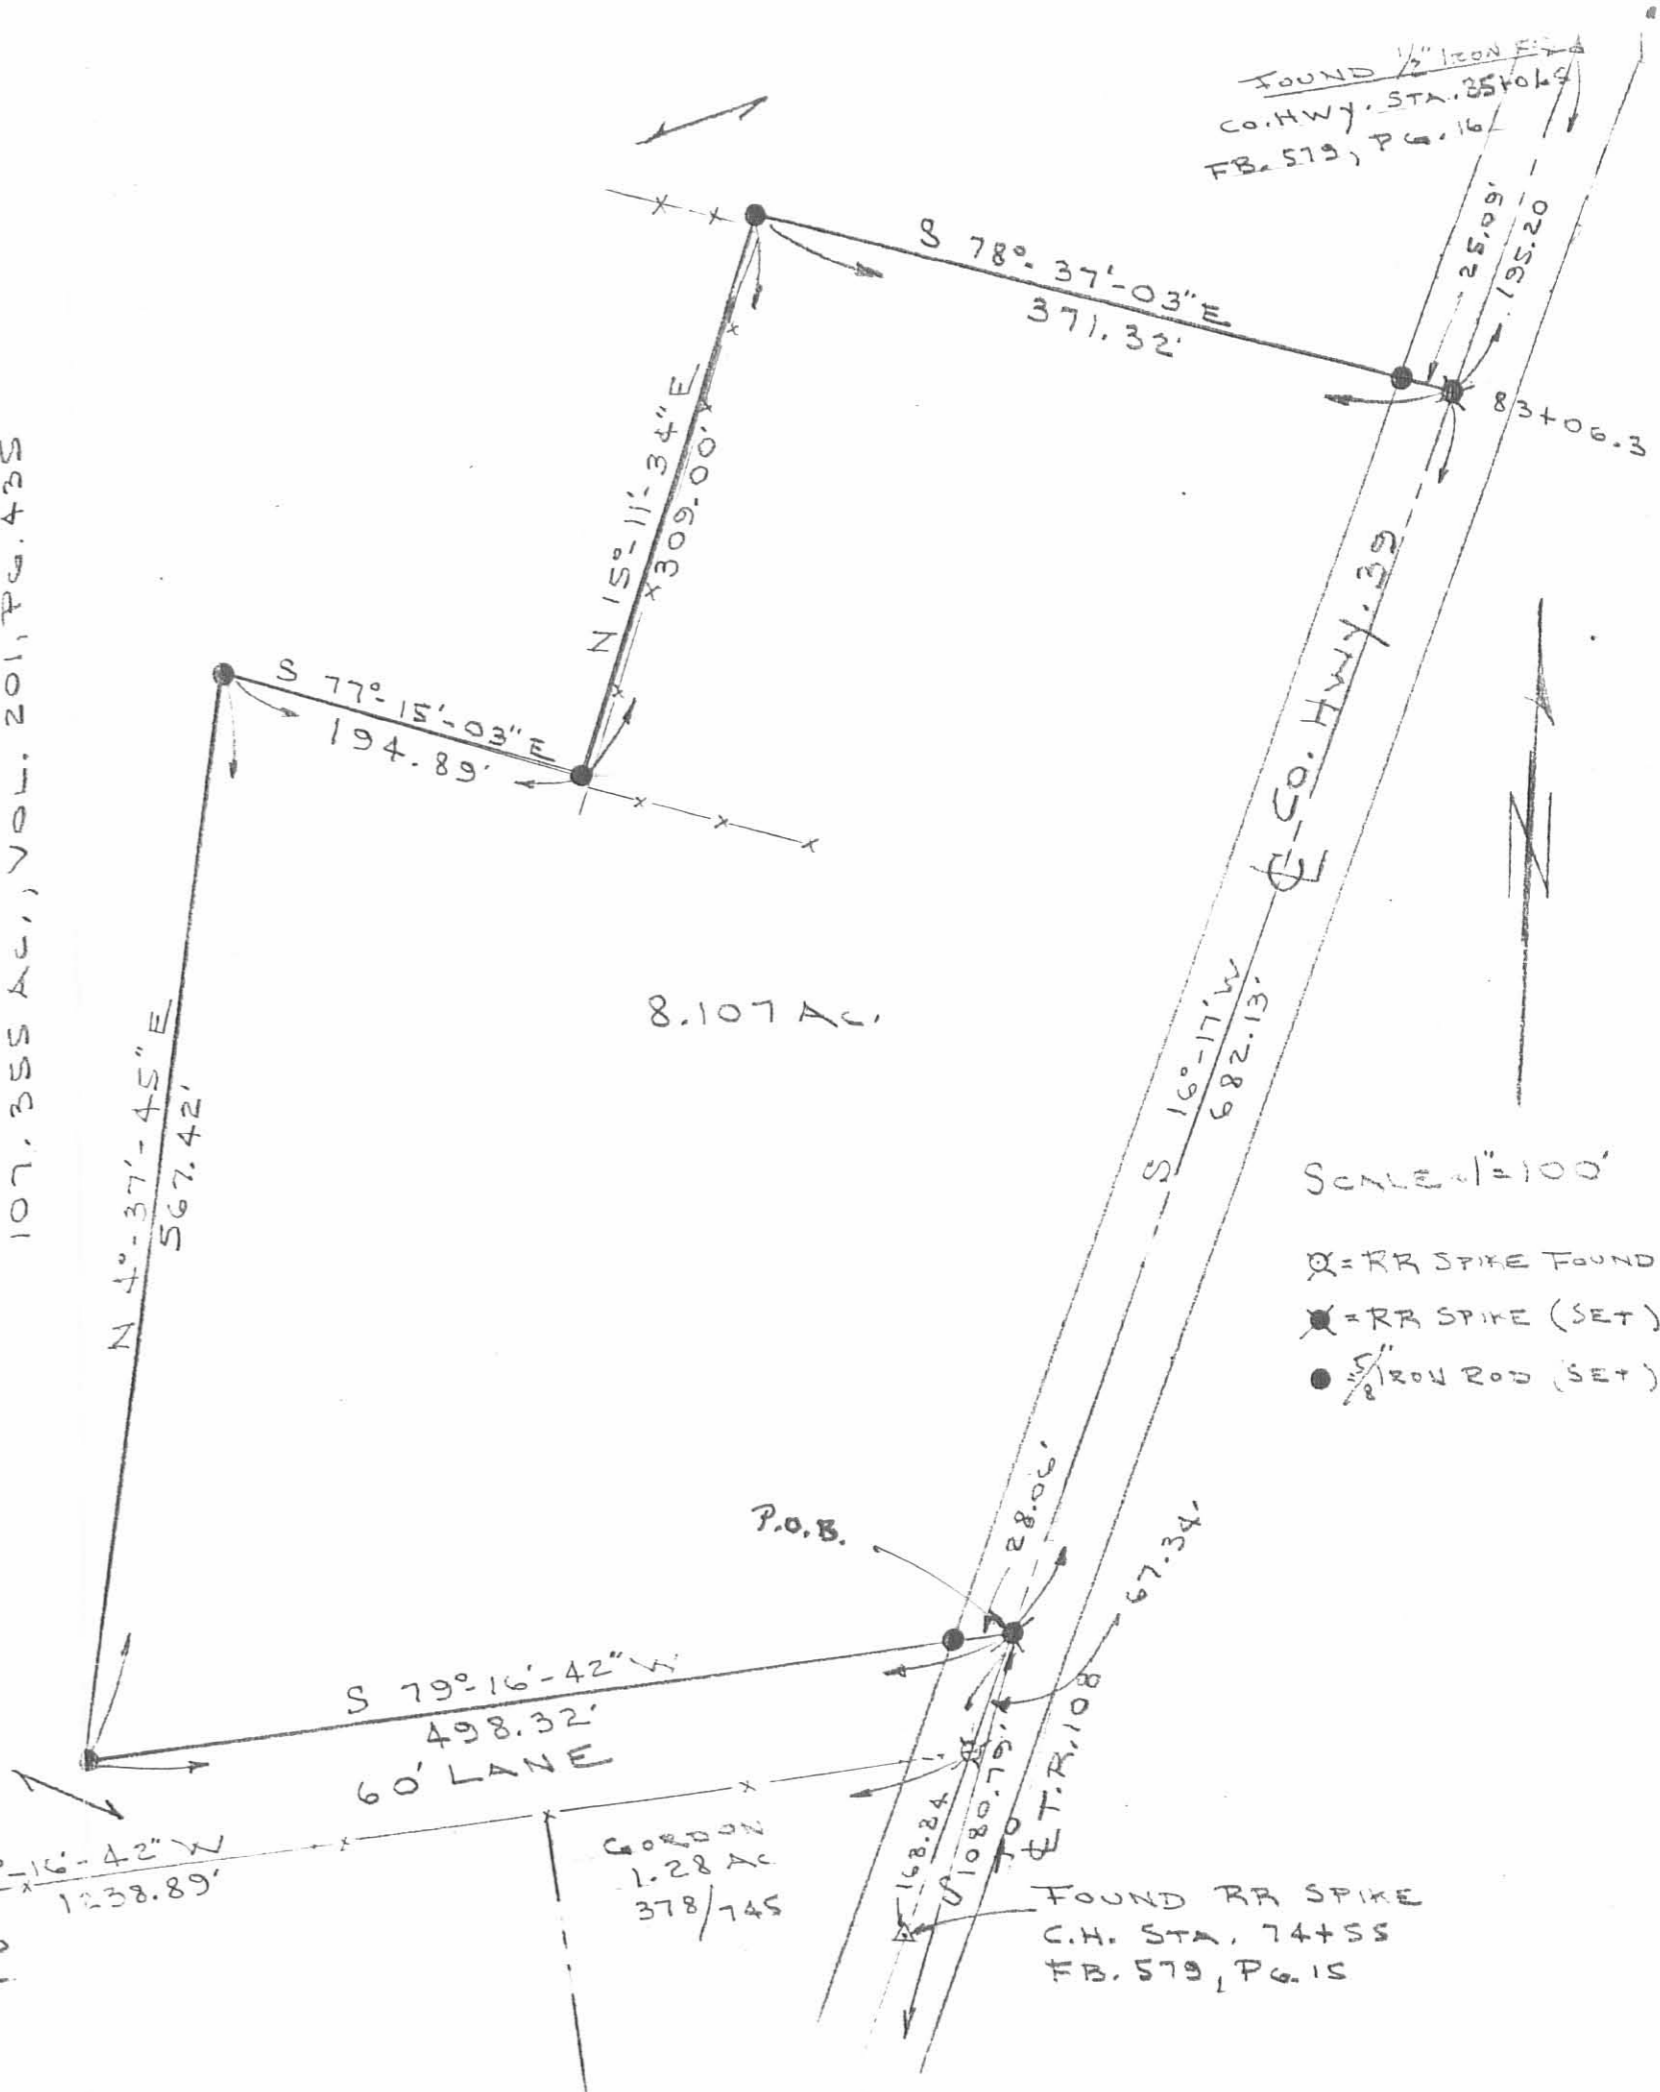 FOUND 1/2" IRON
CO. HWY. STA.
FB. 579, PG. 16
25.09'
195.20
S 78°-37'-03" E
371.32'
83+06.3
N 15°-11'-34" E
309.00'
107.355 AC., VOL. 201, PG. 435
S 77°-15'-03" E
194.89'
CO. HWY. 39
N
8.107 AC.
S 16°-17' W
682.13'
N 4°-37'-45" E
567.42'
SCALE 1"=100'
= RR SPIKE FOUND
= RR SPIKE (SET)
5/8" IRON ROD (SET)
P.O.B.
28.06'
67.34'
S 79°-16'-42" W
498.32'
60' LANE
-16'-42" W
1238.89'
GORDON
1.28 AC
378/745
168.84
S 1080.79'
TO
℄ T.R. 108
FOUND RR SPIKE
C.H. STA. 74+55
FB. 579, PG. 15